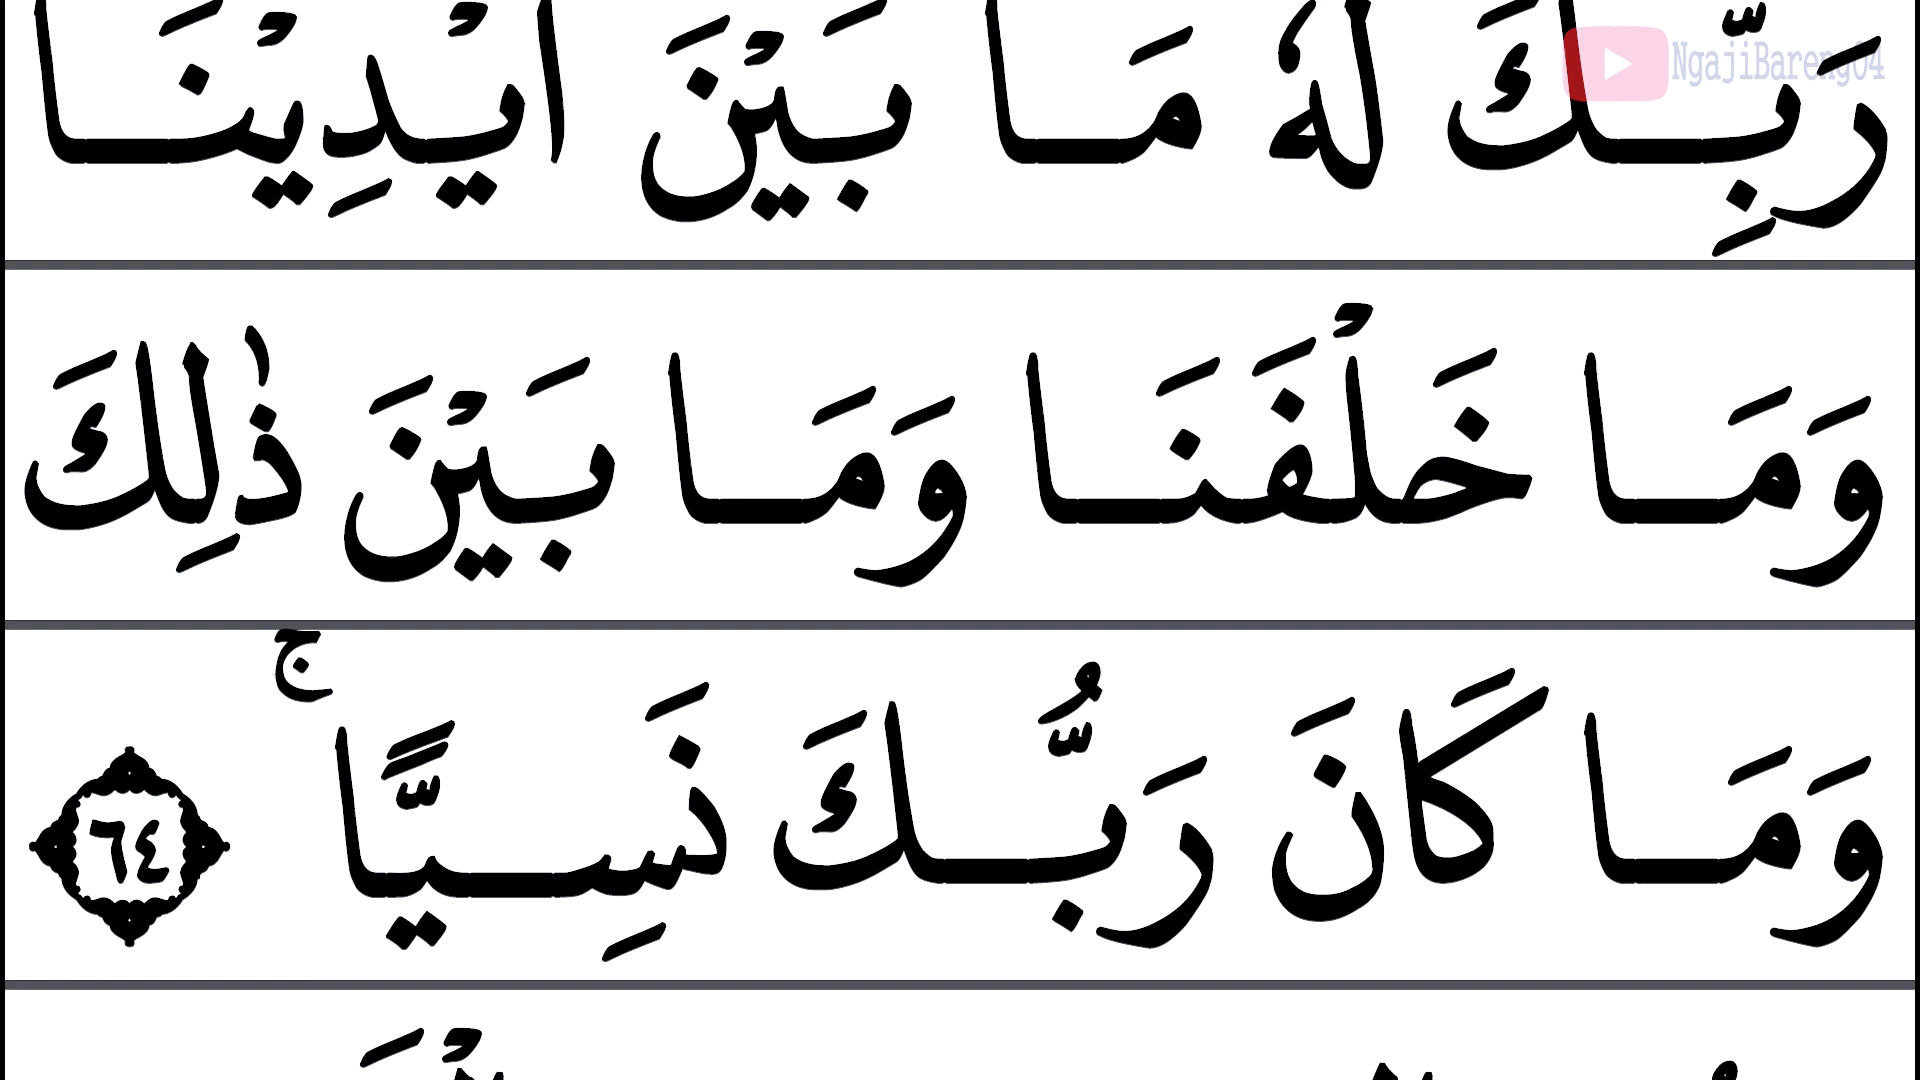 NgajiBareng04
رَبِّكَ لَهٗ مَا بَيْنَ اَيْدِيْنَا
وَمَا خَلْفَنَا وَمَا بَيْنَ ذٰلِكَ
وَمَا كَانَ رَبُّكَ نَسِيًّا ۚ ٦٤